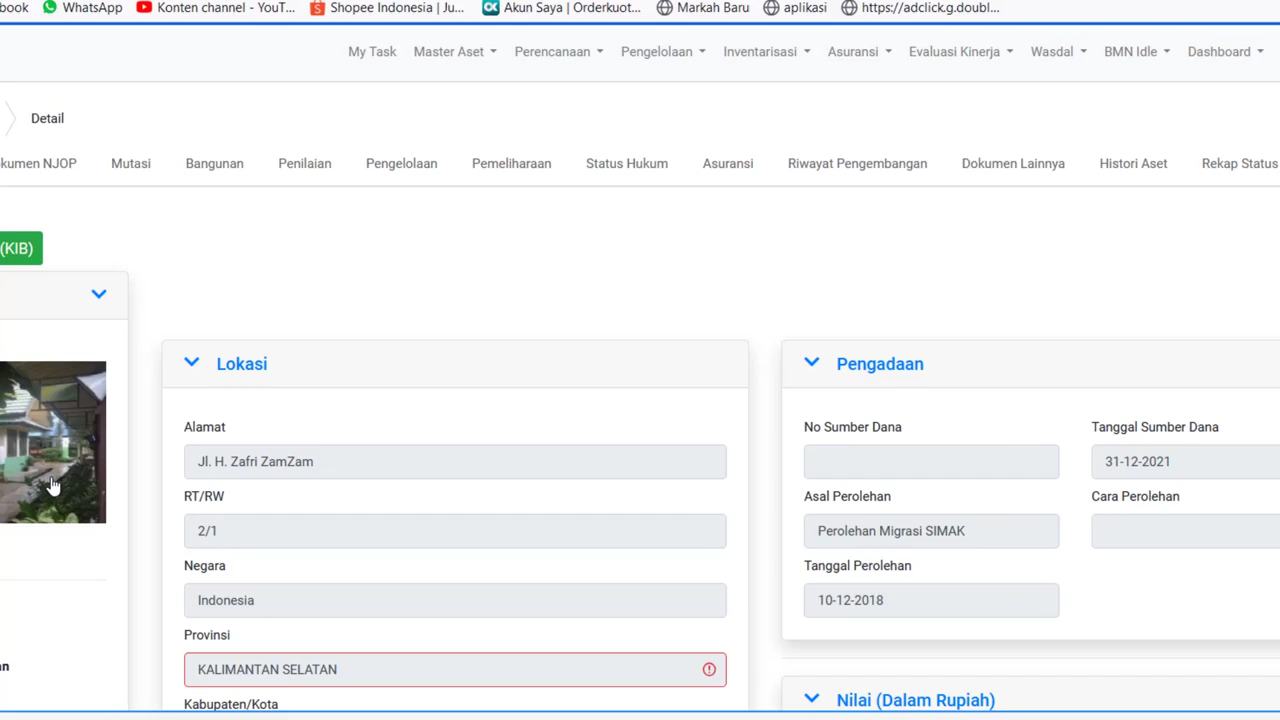 book WhatsApp Konten channel - YouT... Shopee Indonesia | Ju... Akun Saya | Orderkuot... Markah Baru aplikasi https://adclick.g.doubl...
My Task Master Aset Perencanaan Pengelolaan Inventarisasi Asuransi Evaluasi Kinerja Wasdal BMN Idle Dashboard
Detail
kumen NJOP Mutasi Bangunan Penilaian Pengelolaan Pemeliharaan Status Hukum Asuransi Riwayat Pengembangan Dokumen Lainnya Histori Aset Rekap Status
(KIB)
Lokasi
Alamat
Jl. H. Zafri ZamZam
RT/RW
2/1
Negara
Indonesia
Provinsi
KALIMANTAN SELATAN
Kabupaten/Kota
Pengadaan
No Sumber Dana Tanggal Sumber Dana
31-12-2021
Asal Perolehan Cara Perolehan
Perolehan Migrasi SIMAK
Tanggal Perolehan
10-12-2018
Nilai (Dalam Rupiah)